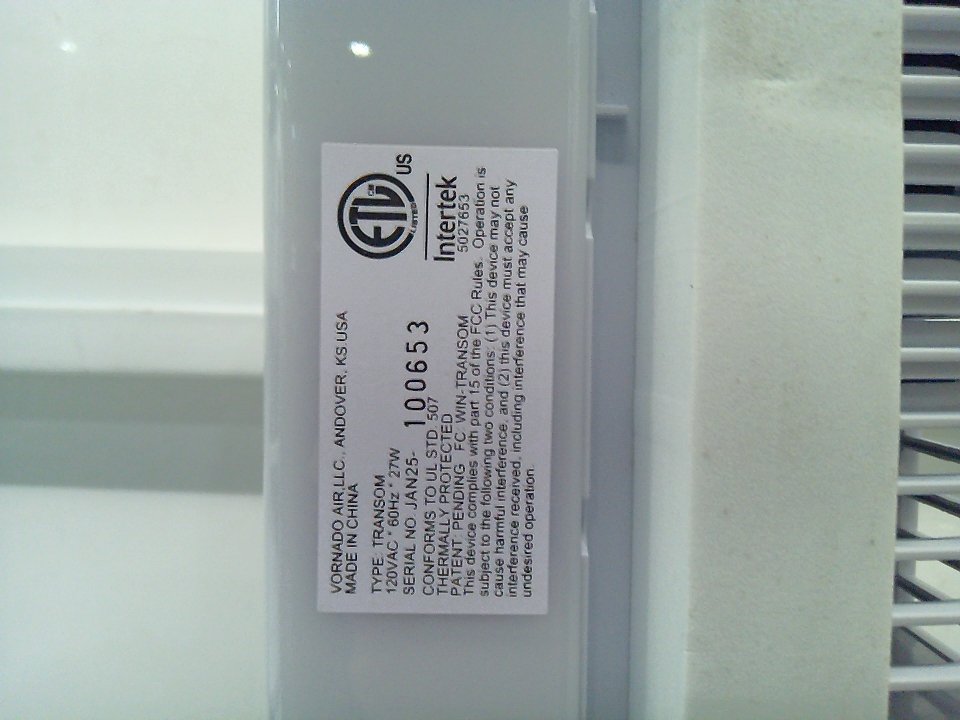 VORNADO AIR,LLC., ANDOVER, KS USA
MADE IN CHINA
TYPE: TRANSOM
120VAC * 60Hz * 27W
SERIAL NO. JAN25- 100653
CONFORMS TO UL STD. 507
THERMALLY PROTECTED
PATENT: PENDING FC WIN-TRANSOM
ETL CM
LISTED
US
Intertek
5027653
This device complies with part 15 of the FCC Rules. Operation is
subject to the following two conditions: (1) This device may not
cause harmful interference, and (2) this device must accept any
interference received, including interference that may cause
undesired operation.